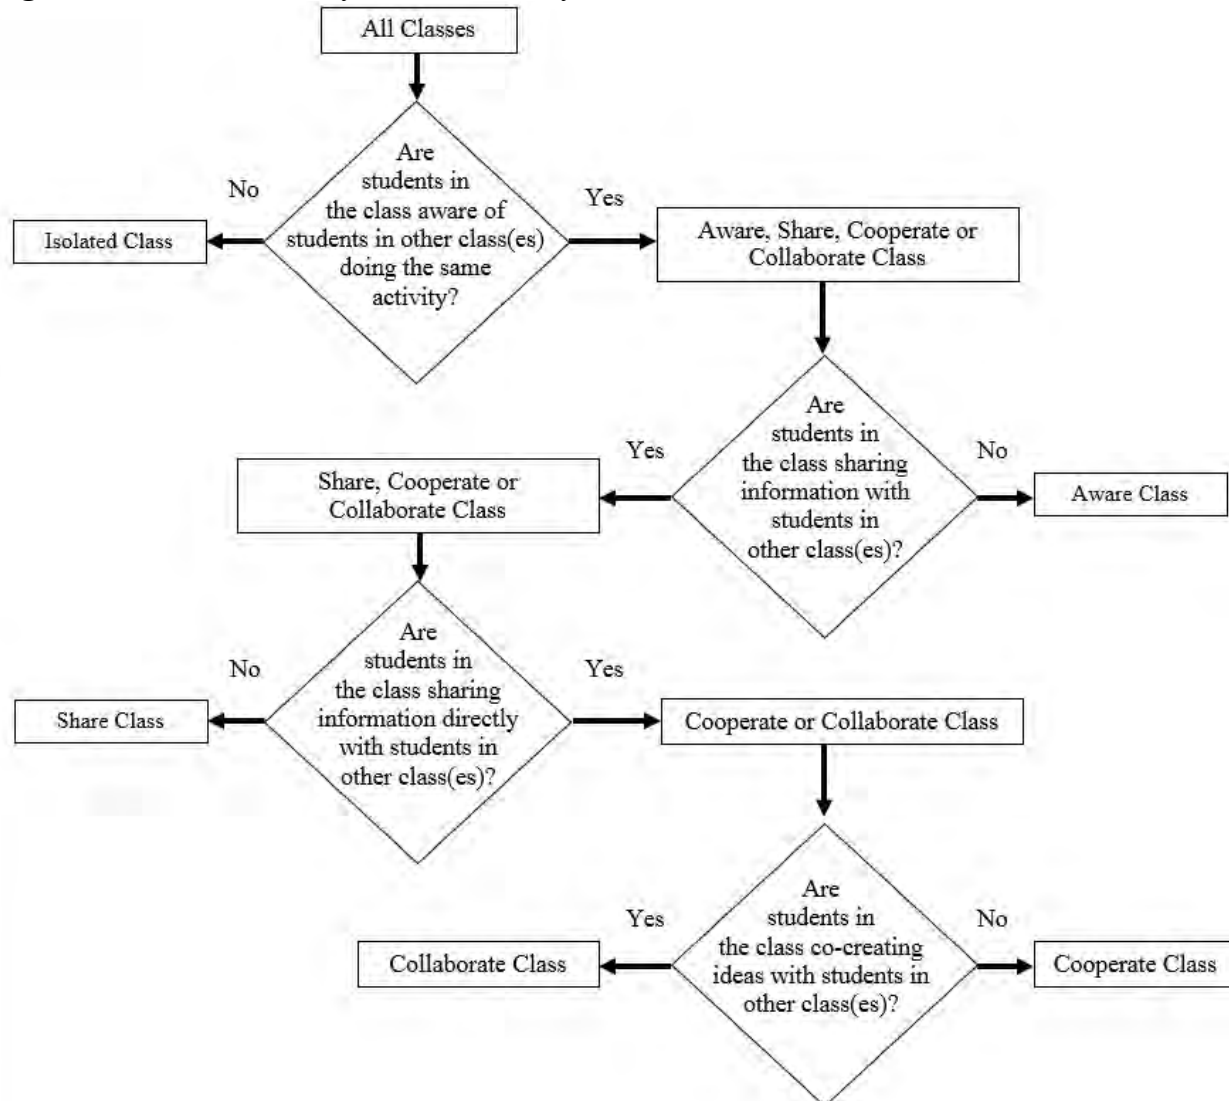 All Classes
Are
students in
the class aware of
students in other class(es)
doing the same
activity?
No
Yes
Isolated Class
Aware, Share, Cooperate or
Collaborate Class
Are
students in
the class sharing
information with
students in
other class(es)?
Yes
No
Share, Cooperate or
Collaborate Class
Aware Class
Are
students in
the class sharing
information directly
with students in
other class(es)?
No
Yes
Share Class
Cooperate or Collaborate Class
Are
students in
the class co-creating
ideas with students in
other class(es)?
Yes
No
Collaborate Class
Cooperate Class